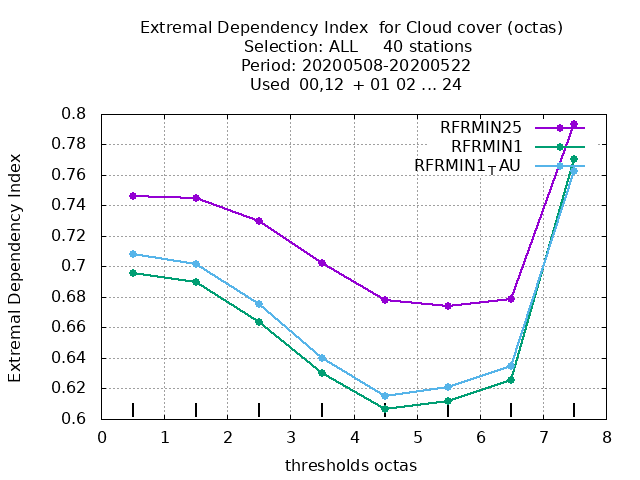 Extremal Dependency Index  for Cloud cover (octas)
Selection: ALL     40 stations
Period: 20200508-20200522
Used  00,12  + 01 02 ... 24
RFRMIN25
RFRMIN1
RFRMIN1TAU
Extremal Dependency Index
0.8
0.78
0.76
0.74
0.72
0.7
0.68
0.66
0.64
0.62
0.6
0 1 2 3 4 5 6 7 8
thresholds octas